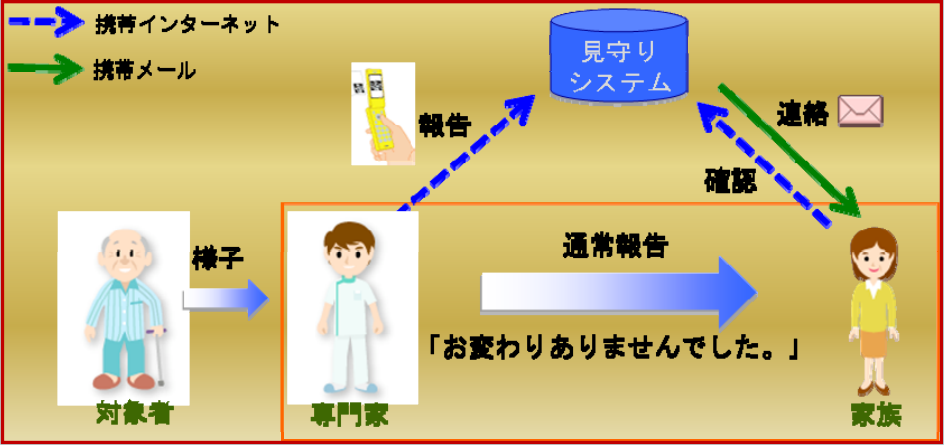 携帯インターネット
携帯メール
見守り
システム
報告
連絡
確認
様子
通常報告
「お変わりありませんでした。」
対象者
専門家
家族